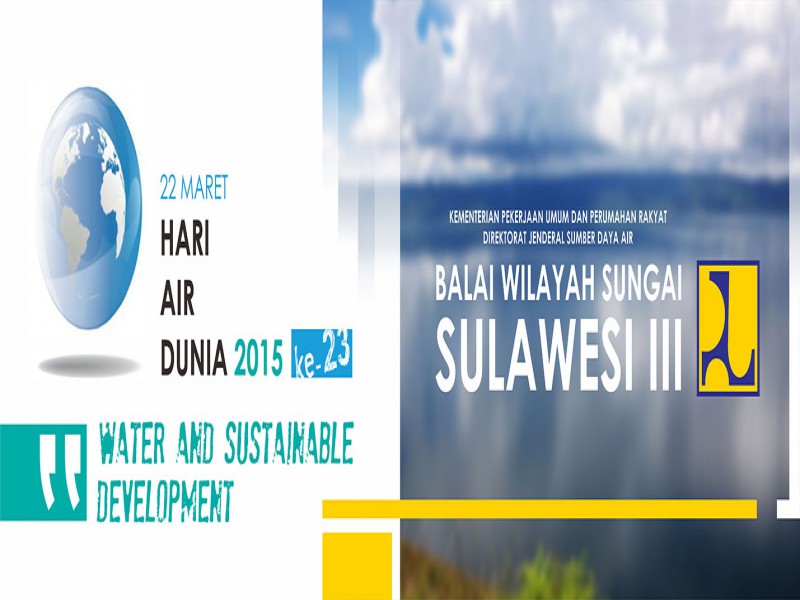 22 MARET
HARI
AIR
DUNIA 2015 ke-23
WATER AND SUSTAINABLE
DEVELOPMENT
KEMENTERIAN PEKERJAAN UMUM DAN PERUMAHAN RAKYAT
DIREKTORAT JENDERAL SUMBER DAYA AIR
BALAI WILAYAH SUNGAI
SULAWESI III